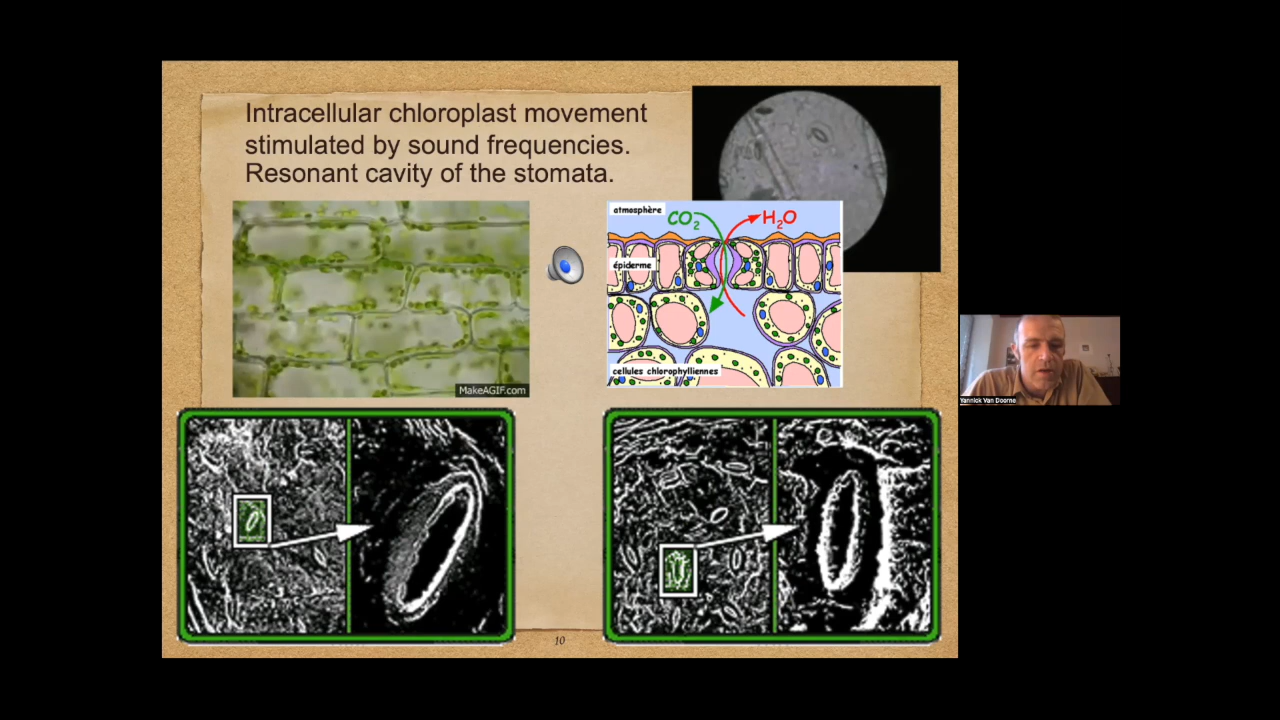 Intracellular chloroplast movement
stimulated by sound frequencies.
Resonant cavity of the stomata.
atmosphère
CO2
H2O
épiderme
cellules chlorophylliennes
MakeAGIF.com
Yannick Van Doorne
10